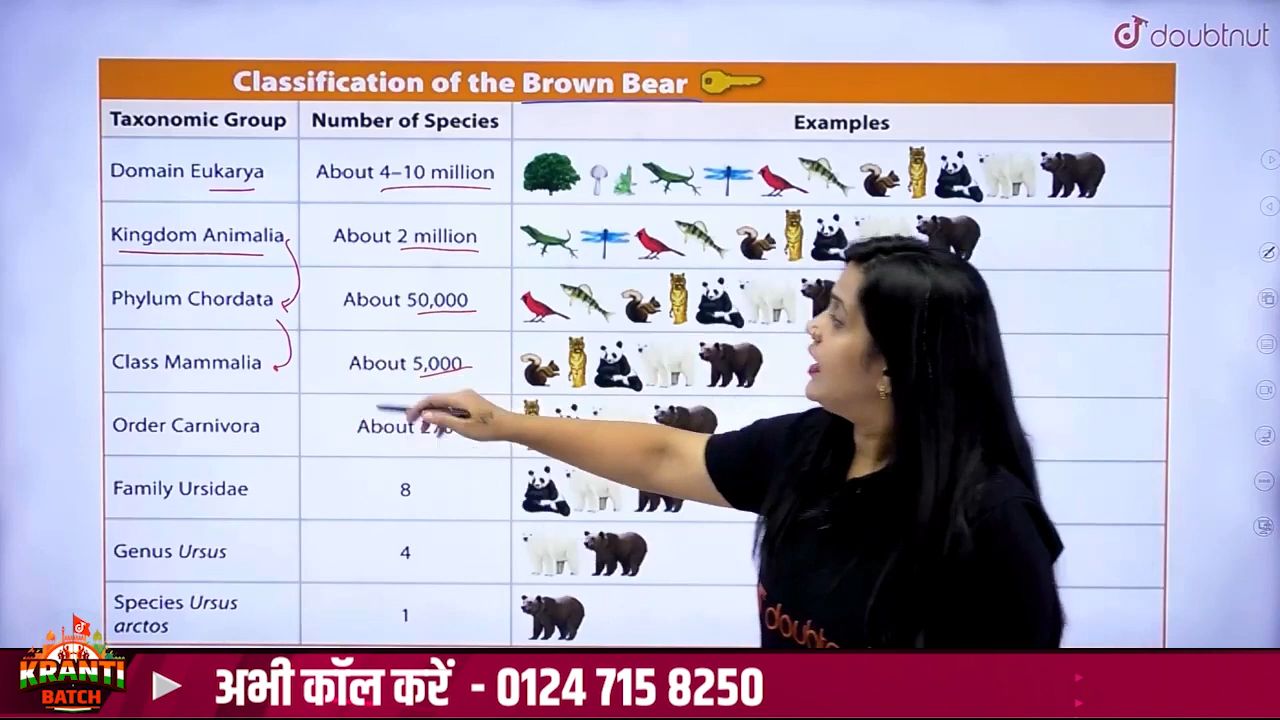 doubtnut
Classification of the Brown Bear
Taxonomic Group Number of Species Examples
Domain Eukarya About 4–10 million
Kingdom Animalia About 2 million
Phylum Chordata About 50,000
Class Mammalia About 5,000
Order Carnivora About
Family Ursidae 8
Genus Ursus 4
Species Ursus
arctos 1
doubtn
KRANTI
BATCH
अभी कॉल करें - 0124 715 8250